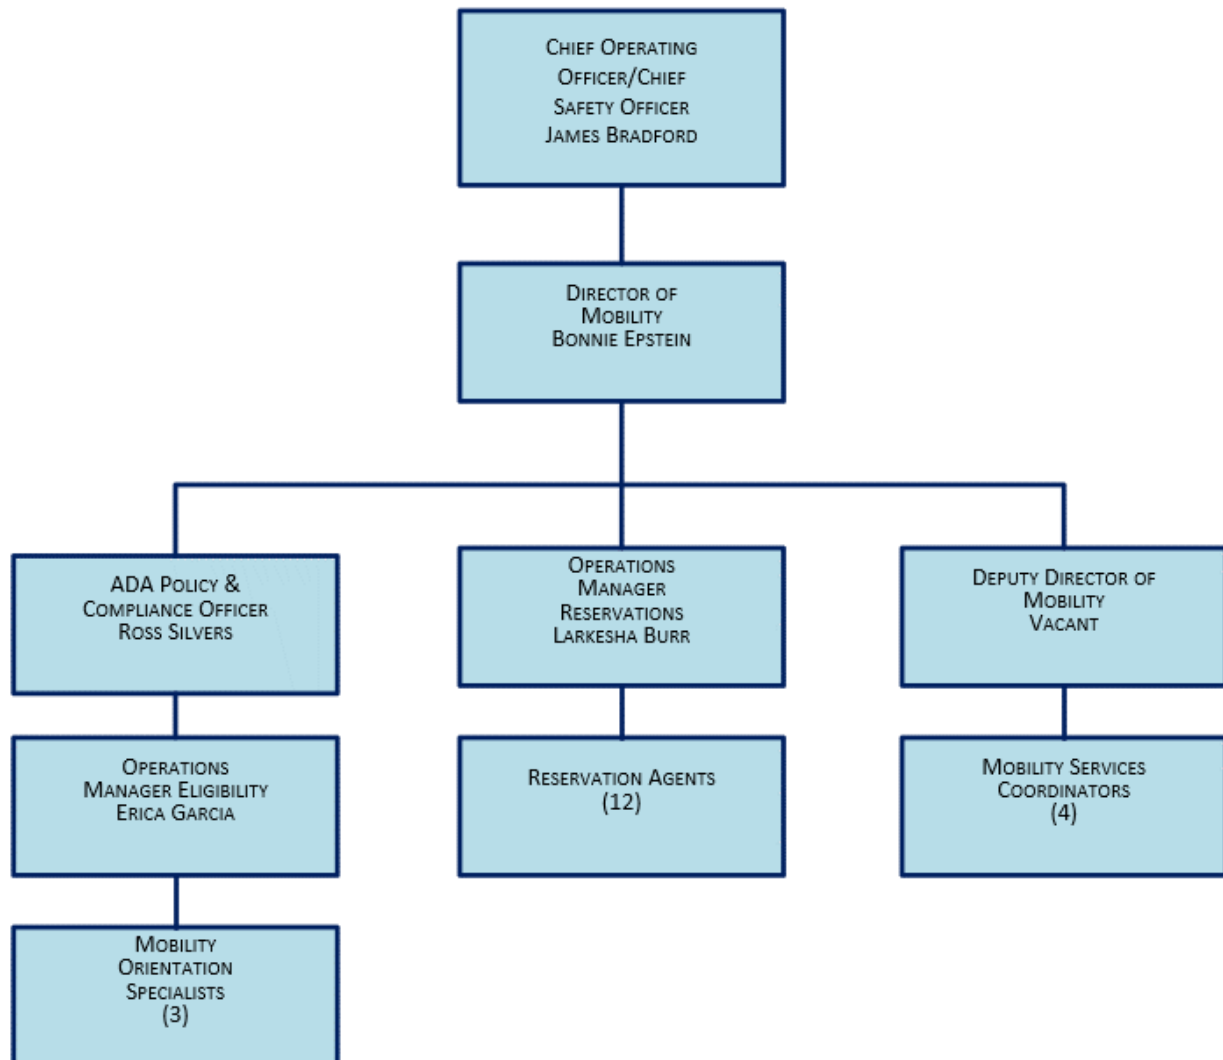 Chief Operating
Officer/Chief
Safety Officer
James Bradford
Director of
Mobility
Bonnie Epstein
ADA Policy &
Compliance Officer
Ross Silvers
Operations
Manager
Reservations
Larkesha Burr
Deputy Director of
Mobility
Vacant
Operations
Manager Eligibility
Erica Garcia
Reservation Agents
(12)
Mobility Services
Coordinators
(4)
Mobility
Orientation
Specialists
(3)